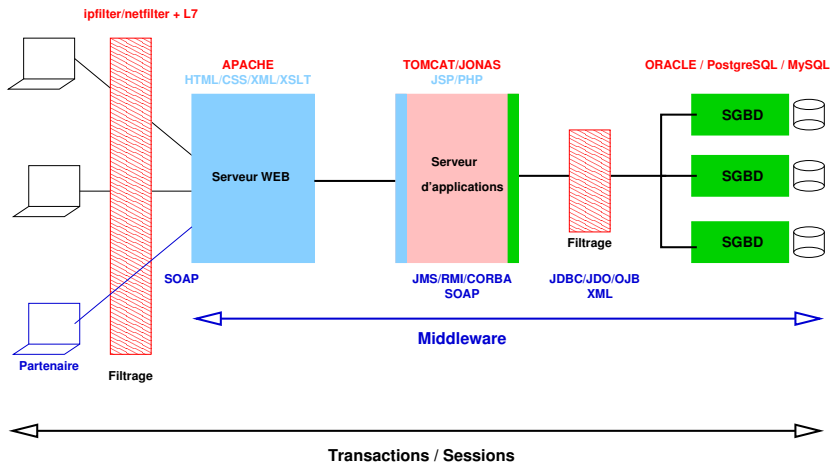 ipfilter/netfilter + L7
APACHE
HTML/CSS/XML/XSLT
TOMCAT/JONAS
JSP/PHP
ORACLE / PostgreSQL / MySQL
Serveur WEB
Serveur
d'applications
SGBD
SGBD
SGBD
Filtrage
SOAP
JMS/RMI/CORBA
SOAP
JDBC/JDO/OJB
XML
Middleware
Partenaire
Filtrage
Transactions / Sessions